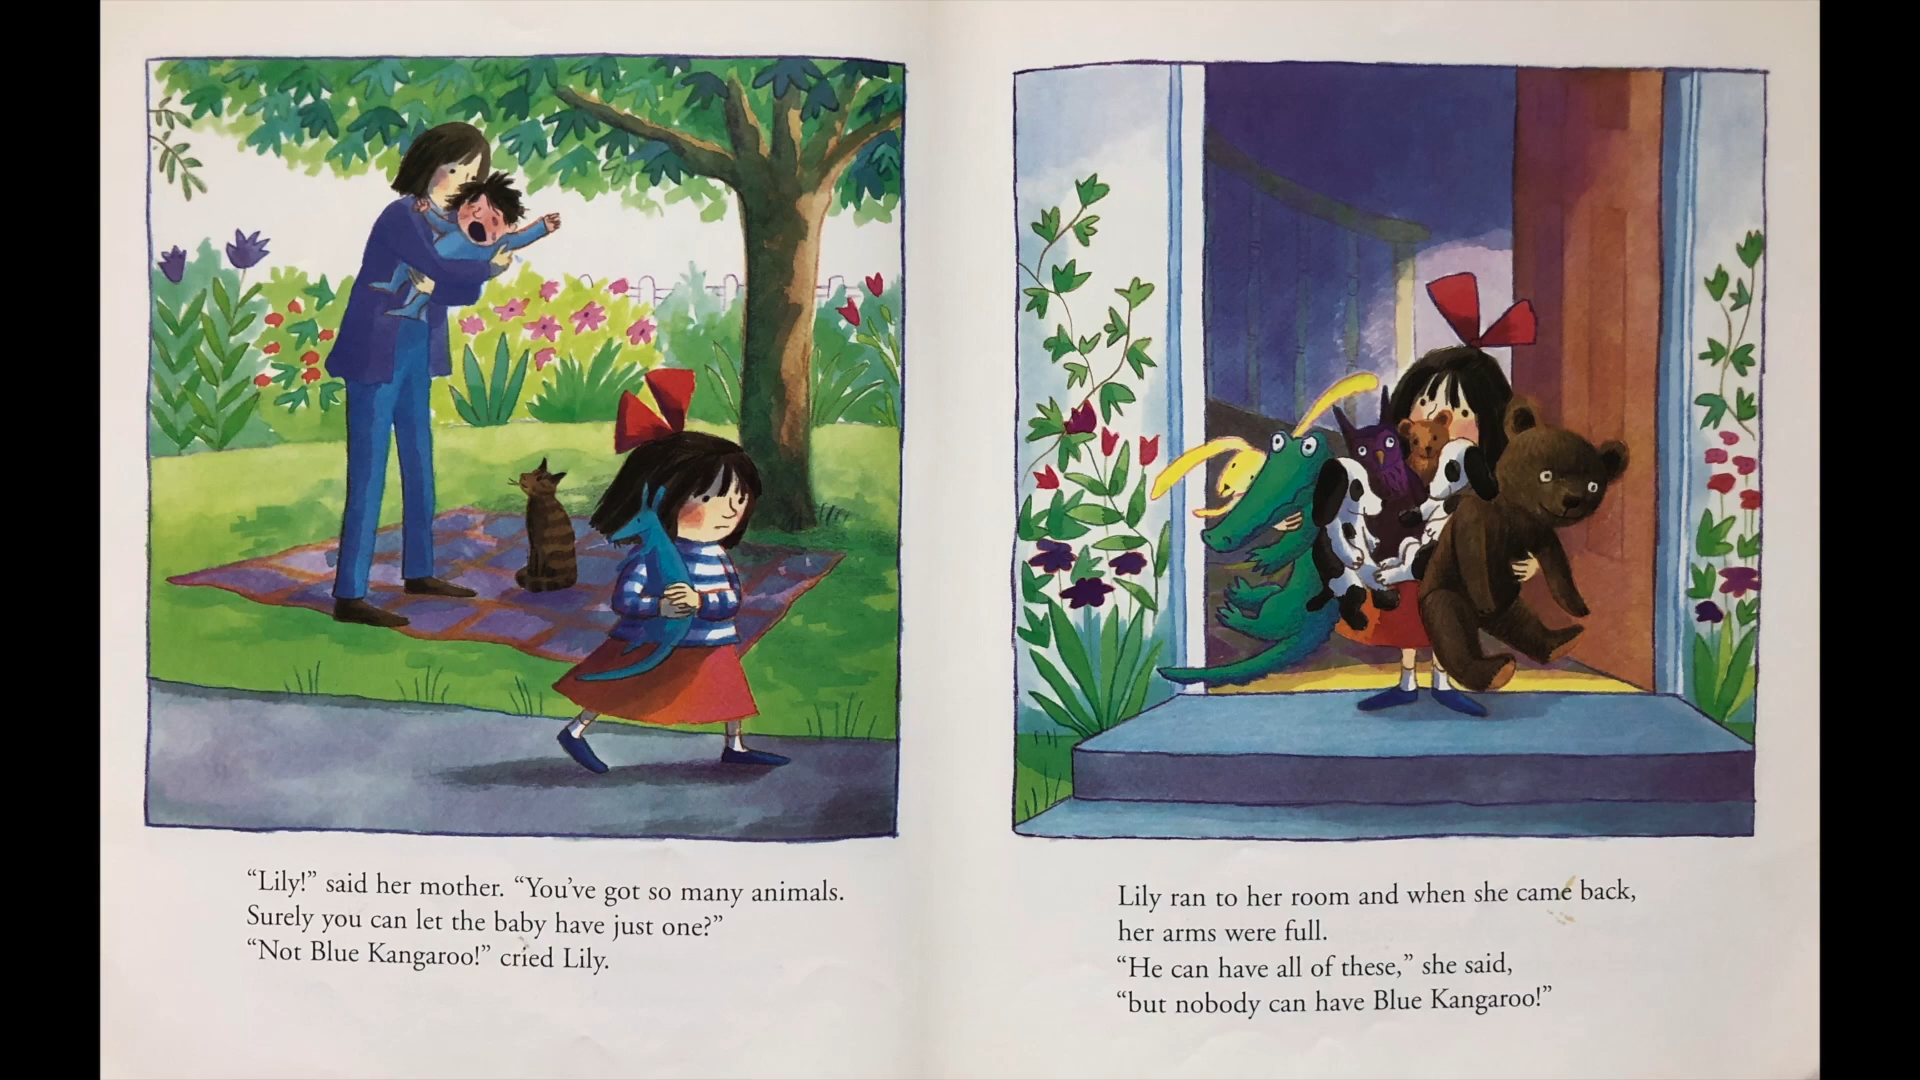 “Lily!” said her mother. “You’ve got so many animals.
Surely you can let the baby have just one?”
“Not Blue Kangaroo!” cried Lily.
Lily ran to her room and when she came back,
her arms were full.
“He can have all of these,” she said,
“but nobody can have Blue Kangaroo!”